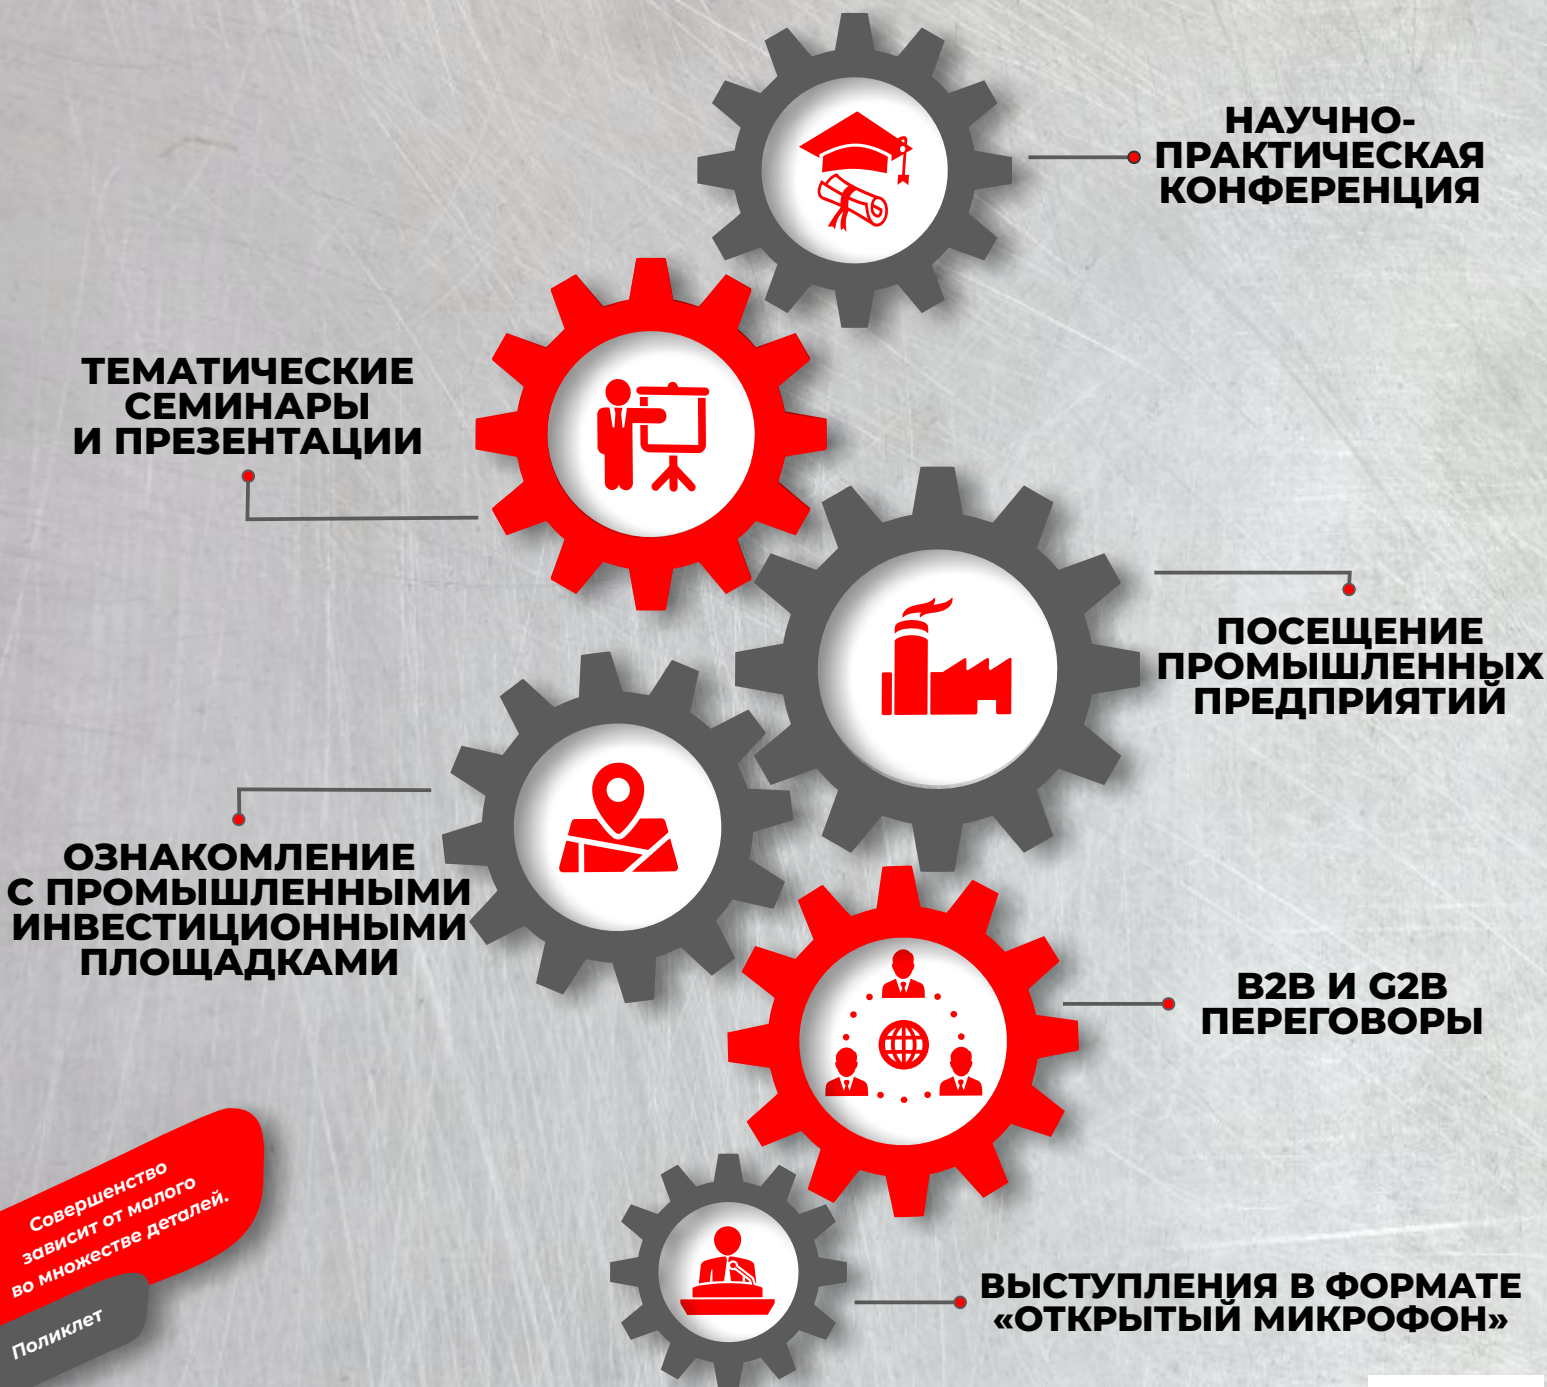 НАУЧНО-
ПРАКТИЧЕСКАЯ
КОНФЕРЕНЦИЯ
ТЕМАТИЧЕСКИЕ
СЕМИНАРЫ
И ПРЕЗЕНТАЦИИ
ПОСЕЩЕНИЕ
ПРОМЫШЛЕННЫХ
ПРЕДПРИЯТИЙ
ОЗНАКОМЛЕНИЕ
С ПРОМЫШЛЕННЫМИ
ИНВЕСТИЦИОННЫМИ
ПЛОЩАДКАМИ
B2B И G2B
ПЕРЕГОВОРЫ
Совершенство
зависит от малого
во множестве деталей.
Поликлет
ВЫСТУПЛЕНИЯ В ФОРМАТЕ
«ОТКРЫТЫЙ МИКРОФОН»